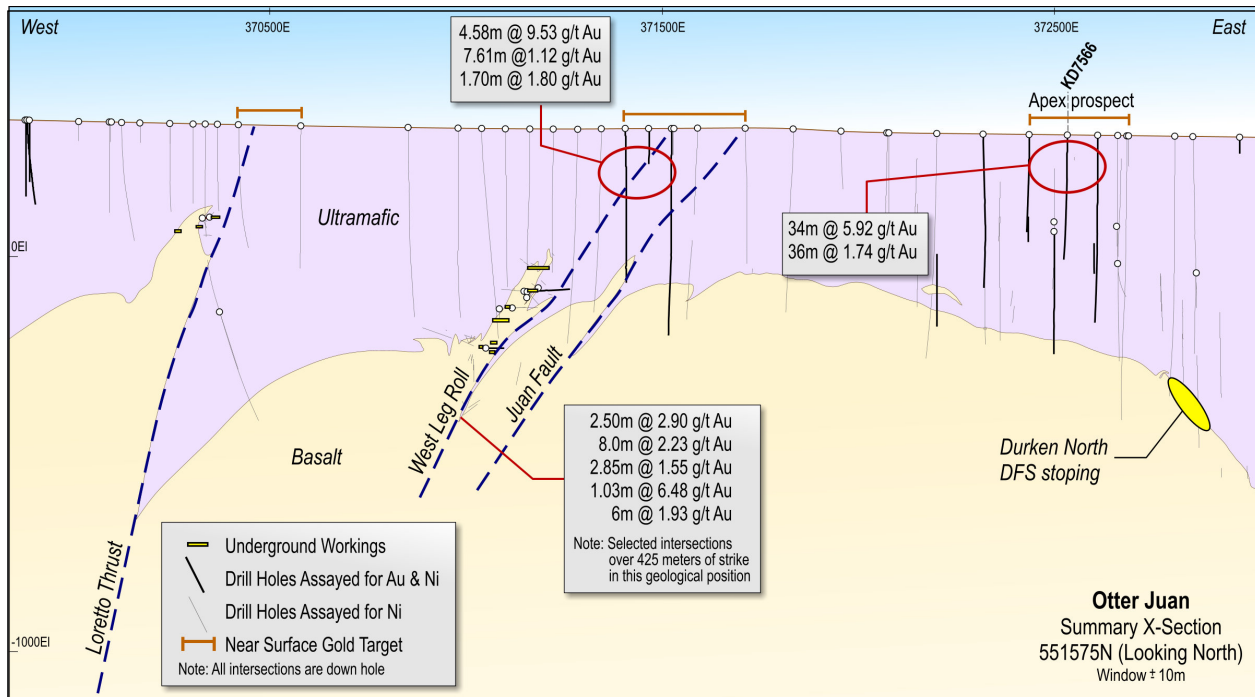 West
370500E
371500E
372500E
East
4.58m @ 9.53 g/t Au
7.61m @1.12 g/t Au
1.70m @ 1.80 g/t Au
KD7566
Apex prospect
Ultramafic
34m @ 5.92 g/t Au
36m @ 1.74 g/t Au
0El
West Leg Roll
Juan Fault
Basalt
2.50m @ 2.90 g/t Au
8.0m @ 2.23 g/t Au
2.85m @ 1.55 g/t Au
1.03m @ 6.48 g/t Au
6m @ 1.93 g/t Au
Note: Selected intersections
over 425 meters of strike
in this geological position
Durken North
DFS stoping
Loretto Thrust
Underground Workings
Drill Holes Assayed for Au & Ni
Drill Holes Assayed for Ni
Near Surface Gold Target
Note: All intersections are down hole
-1000El
Otter Juan
Summary X-Section
551575N (Looking North)
Window ± 10m